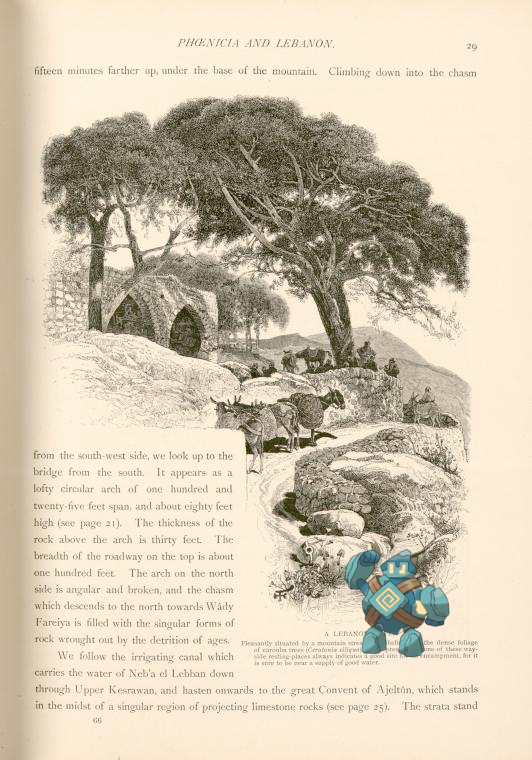 PHŒNICIA AND LEBANON.
29
fifteen minutes farther up, under the base of the mountain. Climbing down into the chasm
from the south-west side, we look up to the
bridge from the south. It appears as a
lofty circular arch of one hundred and
twenty-five feet span, and about eighty feet
high (see page 21). The thickness of the
rock above the arch is thirty feet. The
breadth of the roadway on the top is about
one hundred feet. The arch on the north
side is angular and broken, and the chasm
which descends to the north towards Wâdy
Fareiya is filled with the singular forms of
rock wrought out by the detrition of ages.
We follow the irrigating canal which
carries the water of Neb'a el Lebban down
A LEBANON
Pleasantly situated by a mountain the dense foliage
of carouba trees (Ceratonia one of these way-
side resting-places always indicates a good site encampment, for it
is sure to be near a supply of good water.
through Upper Kesrawan, and hasten onwards to the great Convent of Ajeltûn, which stands
in the midst of a singular region of projecting limestone rocks (see page 25). The strata stand
66